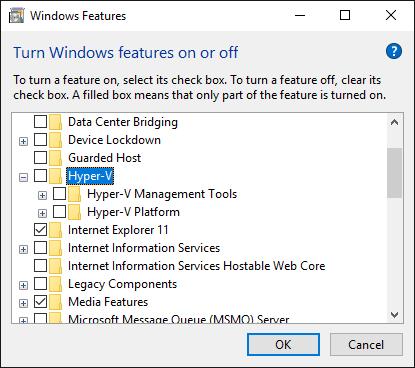 Windows Features
Turn Windows features on or off
?
To turn a feature on, select its check box. To turn a feature off, clear its
check box. A filled box means that only part of the feature is turned on.
Data Center Bridging
Device Lockdown
Guarded Host
Hyper-V
Hyper-V Management Tools
Hyper-V Platform
Internet Explorer 11
Internet Information Services
Internet Information Services Hostable Web Core
Legacy Components
Media Features
Microsoft Message Queue (MSMQ) Server
OK
Cancel